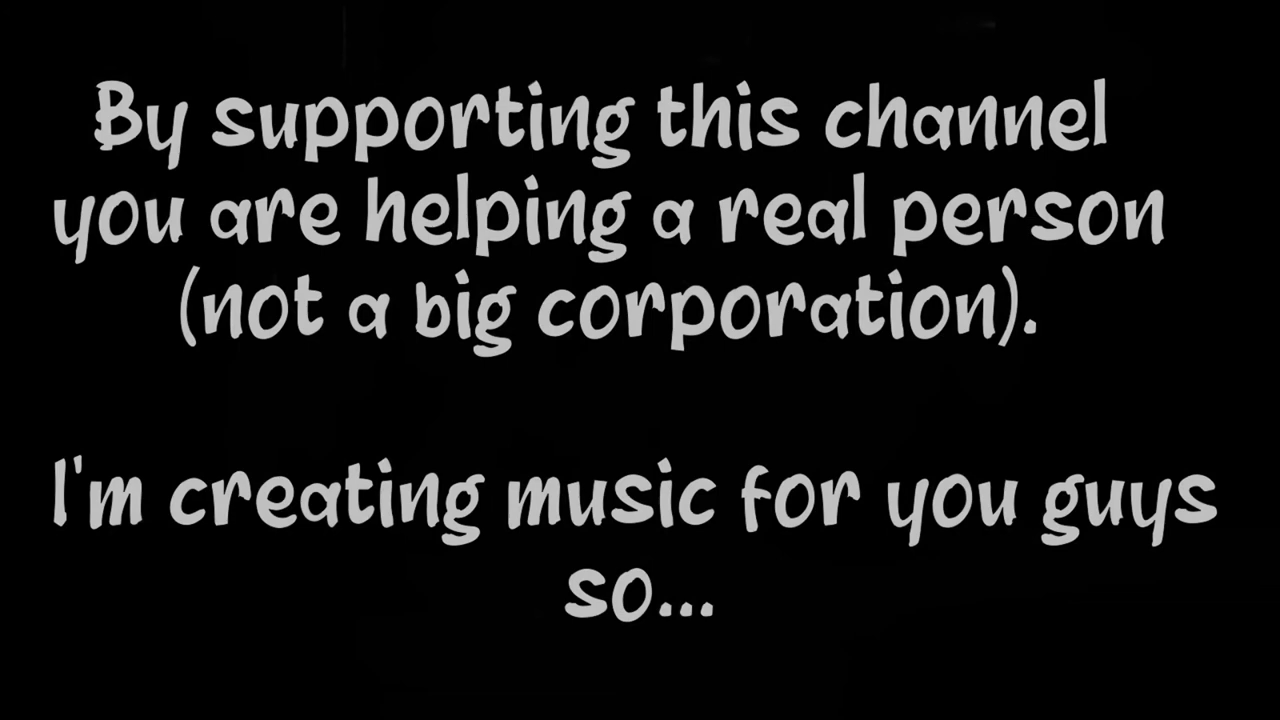 By supporting this channel
you are helping a real person
(not a big corporation).
I'm creating music for you guys
so...